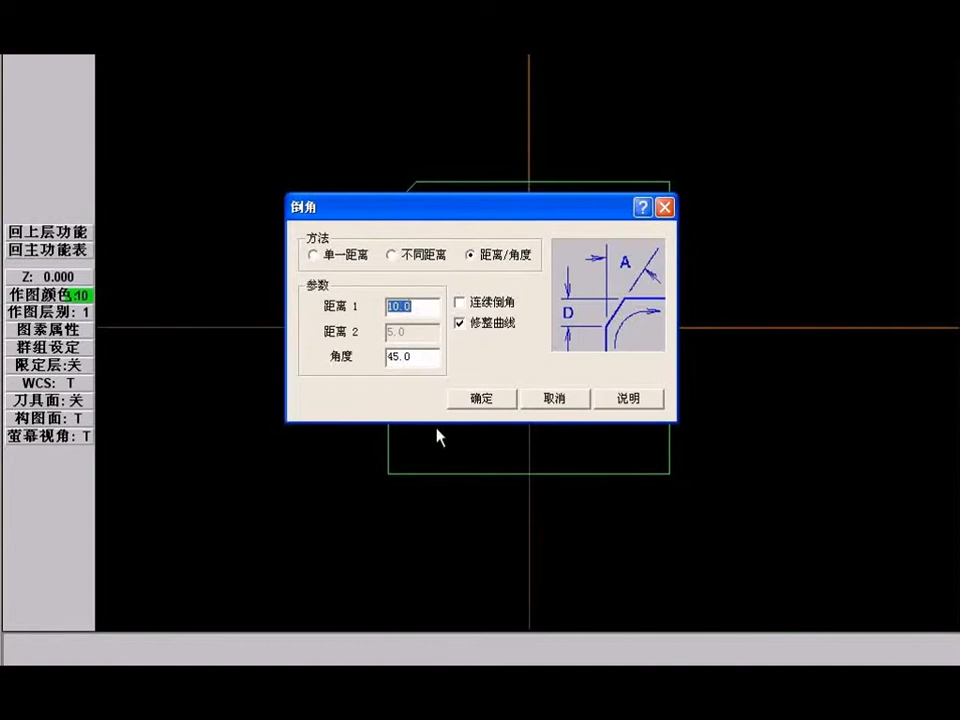 回上层功能
回主功能表
Z: 0.000
作图颜色:10
作图层别: 1
图素属性
群组设定
限定层:关
WCS: T
刀具面:关
构图面: T
萤幕视角: T
倒角
方法
单一距离 不同距离 距离/角度
参数
距离 1 10.0
距离 2 5.0
角度 45.0
连续倒角
修整曲线
A
D
确定 取消 说明